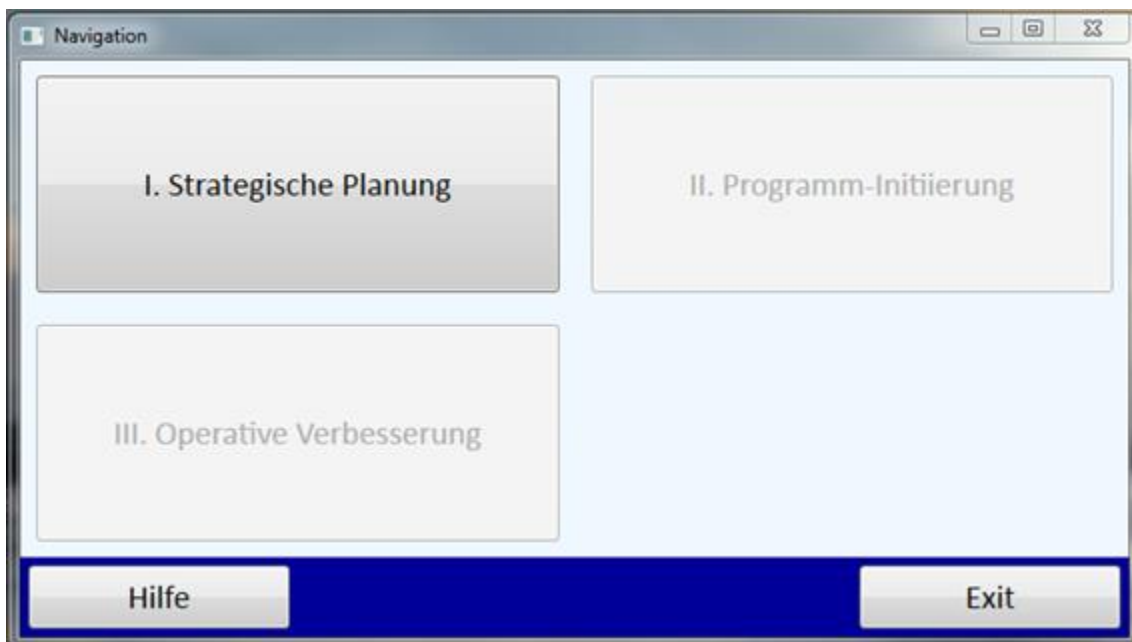 Navigation
I. Strategische Planung
II. Programm-Initiierung
III. Operative Verbesserung
Hilfe
Exit